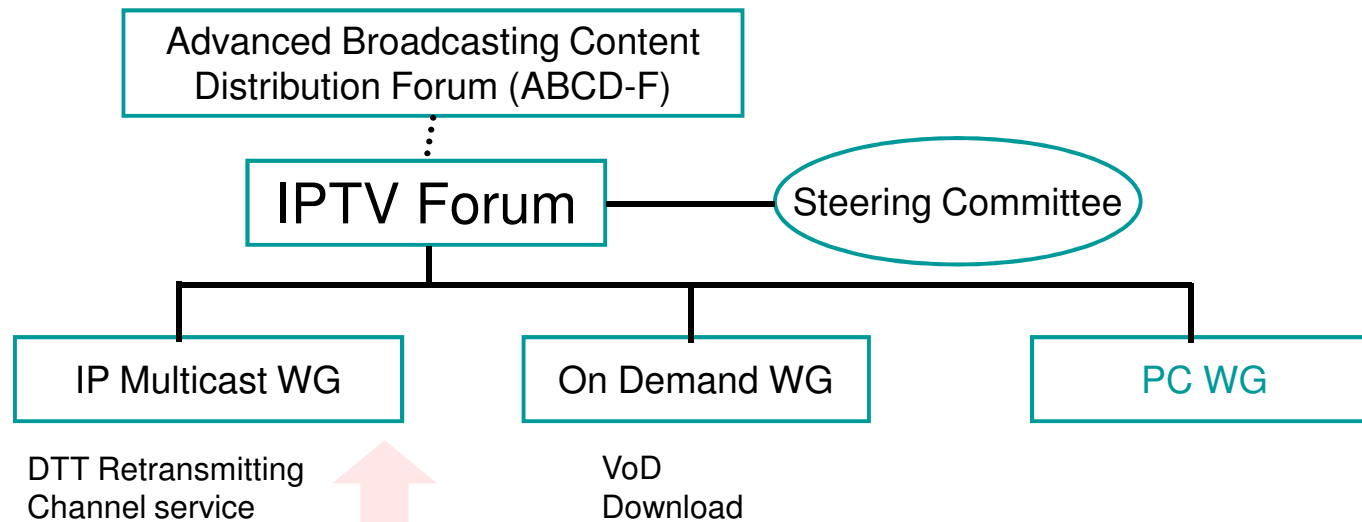 Advanced Broadcasting Content
Distribution Forum (ABCD-F)
IPTV Forum
Steering Committee
IP Multicast WG
On Demand WG
PC WG
DTT Retransmitting
Channel service
VoD
Download